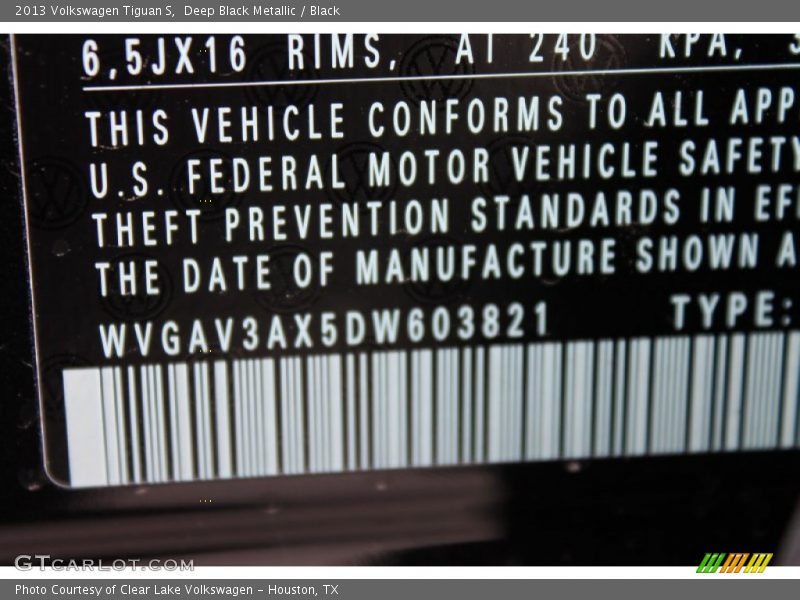 2013 Volkswagen Tiguan S, Deep Black Metallic / Black
6,5JX16 RIMS, AT 240 KPA,
THIS VEHICLE CONFORMS TO ALL APP
U.S. FEDERAL MOTOR VEHICLE SAFETY
THEFT PREVENTION STANDARDS IN EF
THE DATE OF MANUFACTURE SHOWN A
WVGAV3AX5DW603821 TYPE:
GTCARLOT.COM
Photo Courtesy of Clear Lake Volkswagen – Houston, TX